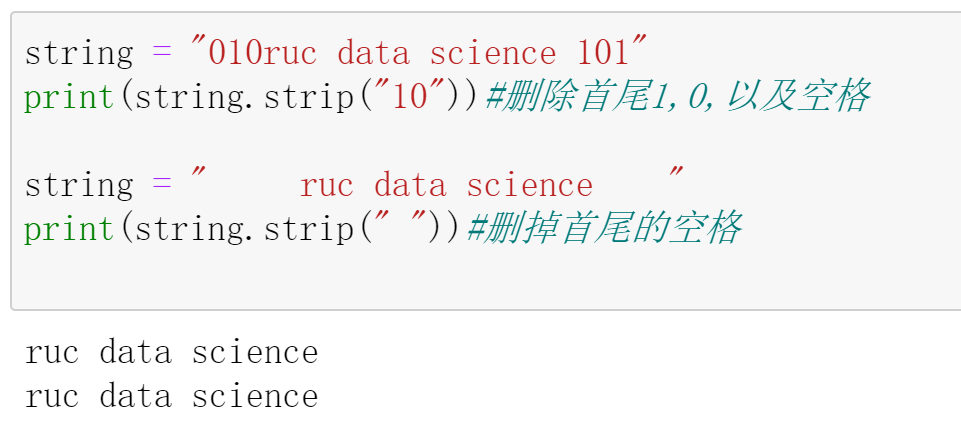 string = "010ruc data science 101"
print(string.strip("10"))#删除首尾1,0,以及空格
string = "     ruc data science    "
print(string.strip(" "))#删掉首尾的空格
ruc data science
ruc data science